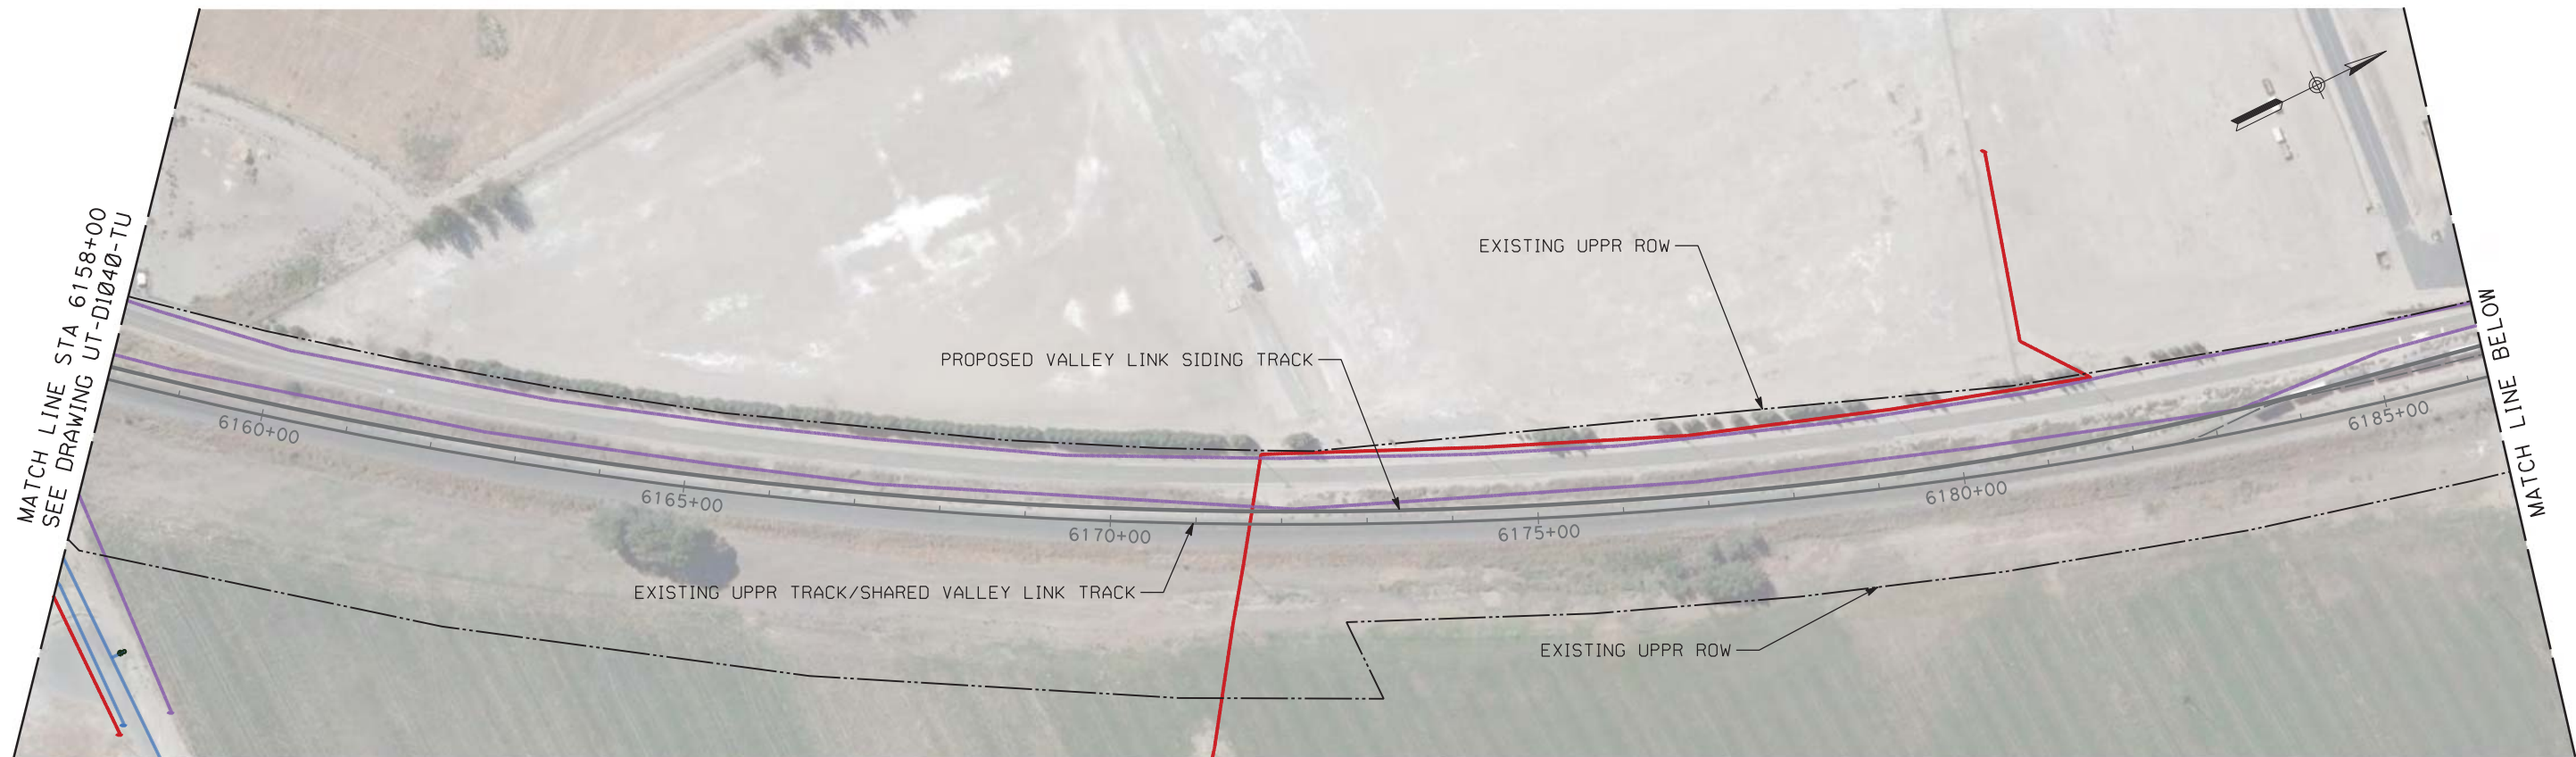 MATCH LINE STA 6158+00
SEE DRAWING UT-D1040-TU
EXISTING UPPR ROW
PROPOSED VALLEY LINK SIDING TRACK
6160+00
6165+00
6170+00
6175+00
6180+00
6185+00
EXISTING UPPR TRACK/SHARED VALLEY LINK TRACK
EXISTING UPPR ROW
MATCH LINE BELOW